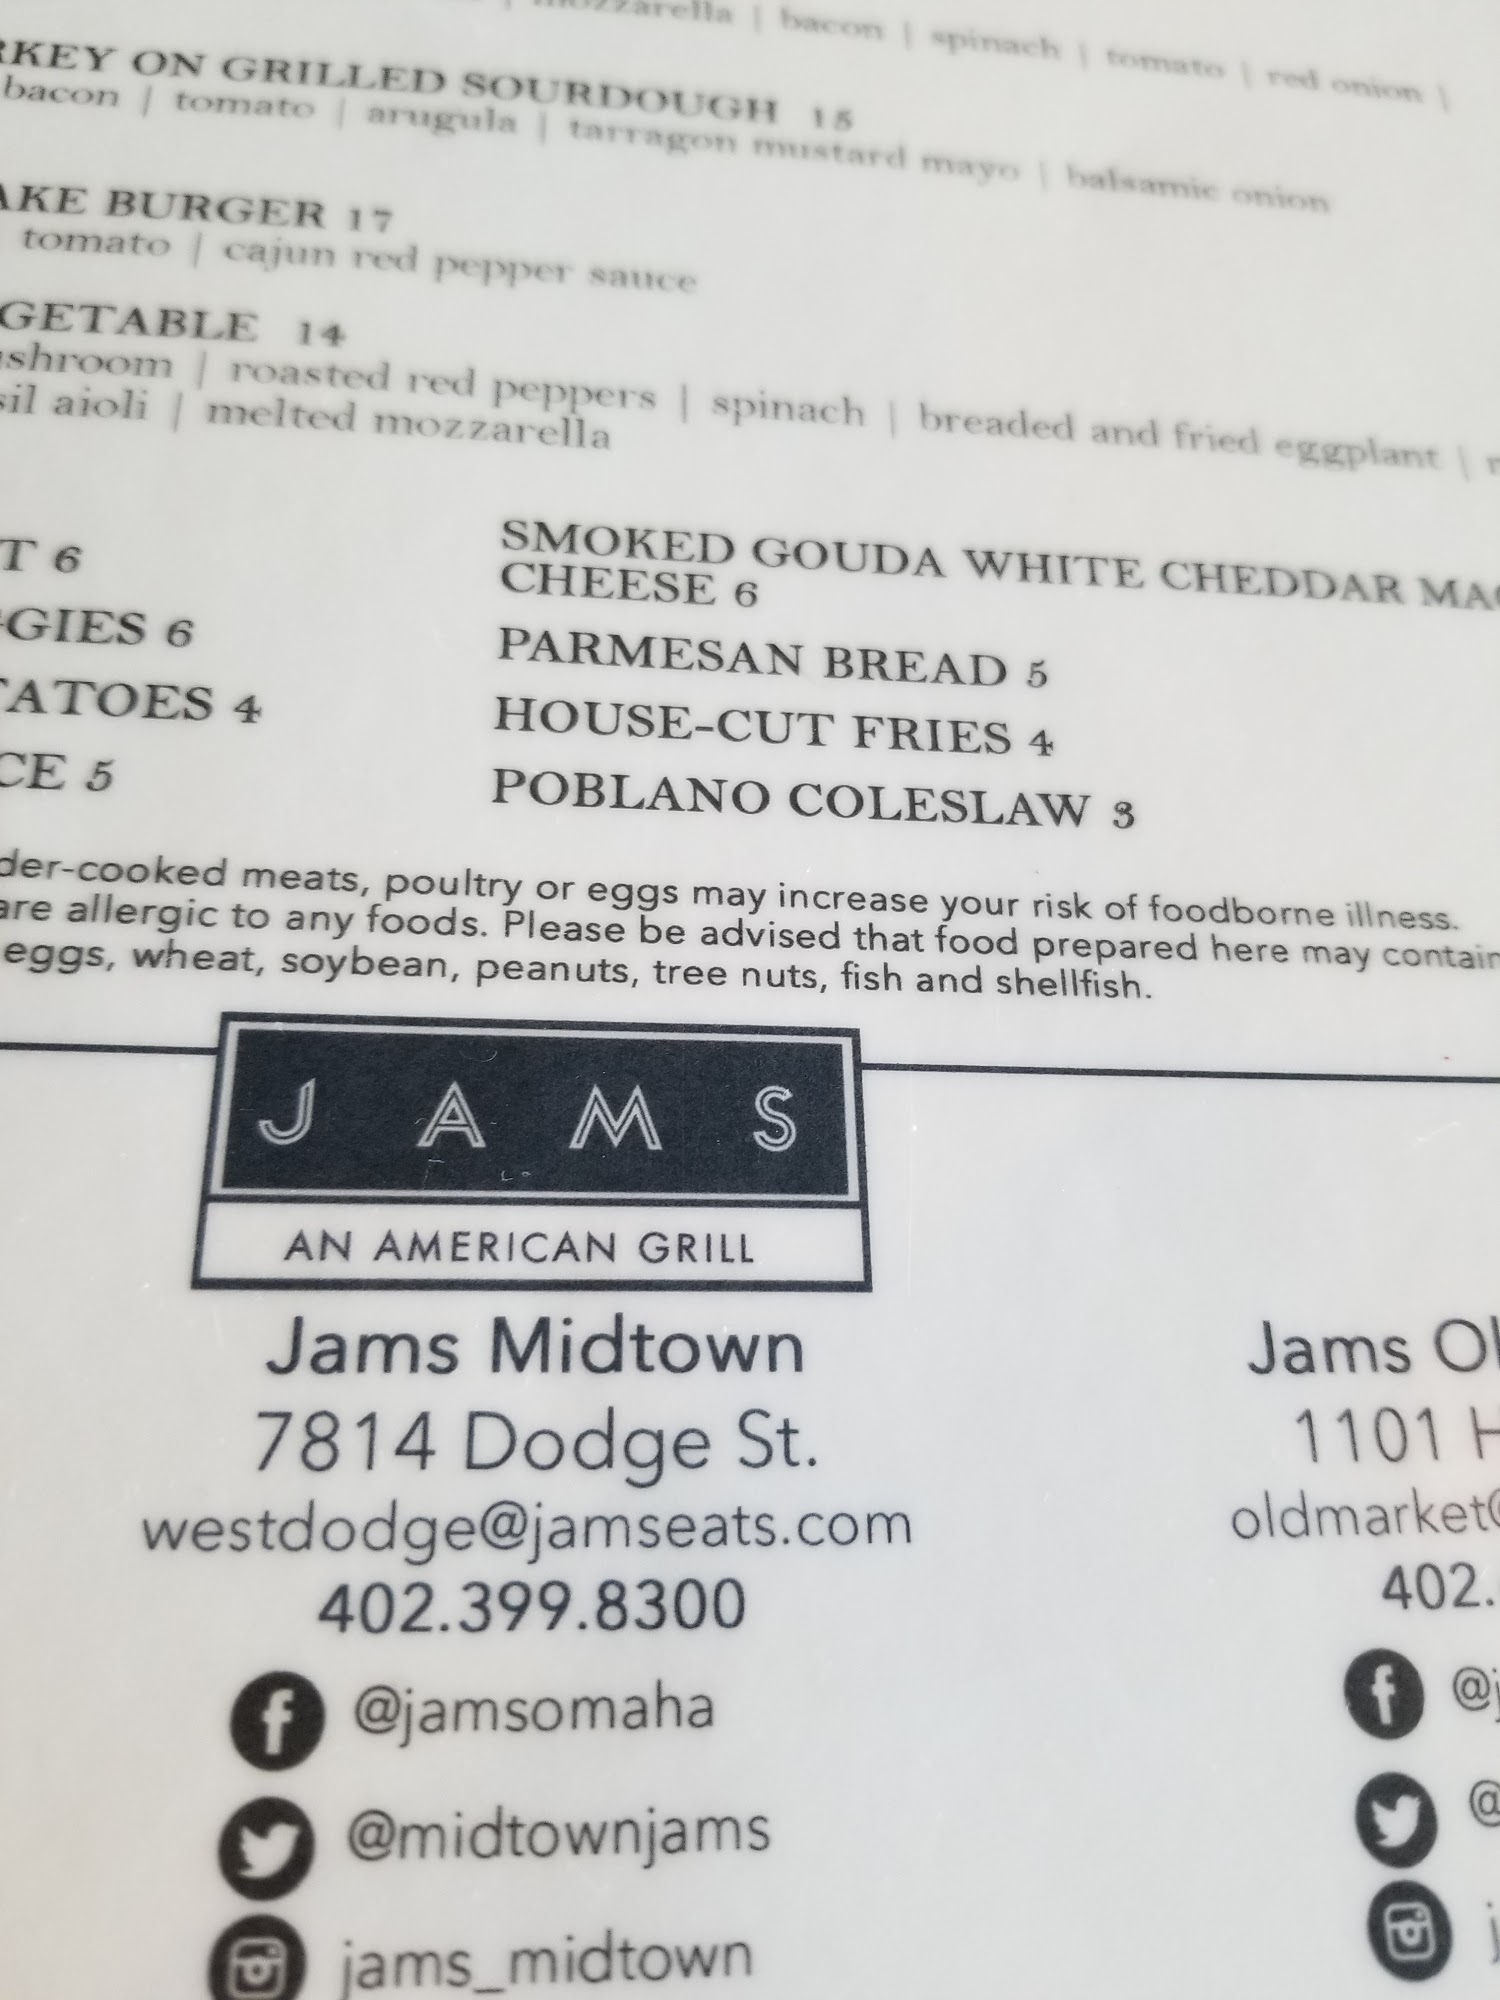 mozzarella | bacon | spinach | tomato | red onion |
RKEY ON GRILLED SOURDOUGH 15
bacon | tomato | arugula | tarragon mustard mayo | balsamic onion
AKE BURGER 17
tomato | cajun red pepper sauce
GETABLE 14
shroom | roasted red peppers | spinach | breaded and fried eggplant |
sil aioli | melted mozzarella
T 6
GGIES 6
TATOES 4
CE 5
SMOKED GOUDA WHITE CHEDDAR MAC
CHEESE 6
PARMESAN BREAD 5
HOUSE-CUT FRIES 4
POBLANO COLESLAW 3
der-cooked meats, poultry or eggs may increase your risk of foodborne illness.
are allergic to any foods. Please be advised that food prepared here may contain
eggs, wheat, soybean, peanuts, tree nuts, fish and shellfish.
JAMS
AN AMERICAN GRILL
Jams Midtown
7814 Dodge St.
westdodge@jamseats.com
402.399.8300
@jamsomaha
@midtownjams
jams_midtown
Jams Ol
1101 H
oldmarket@
402.
@j
@
j